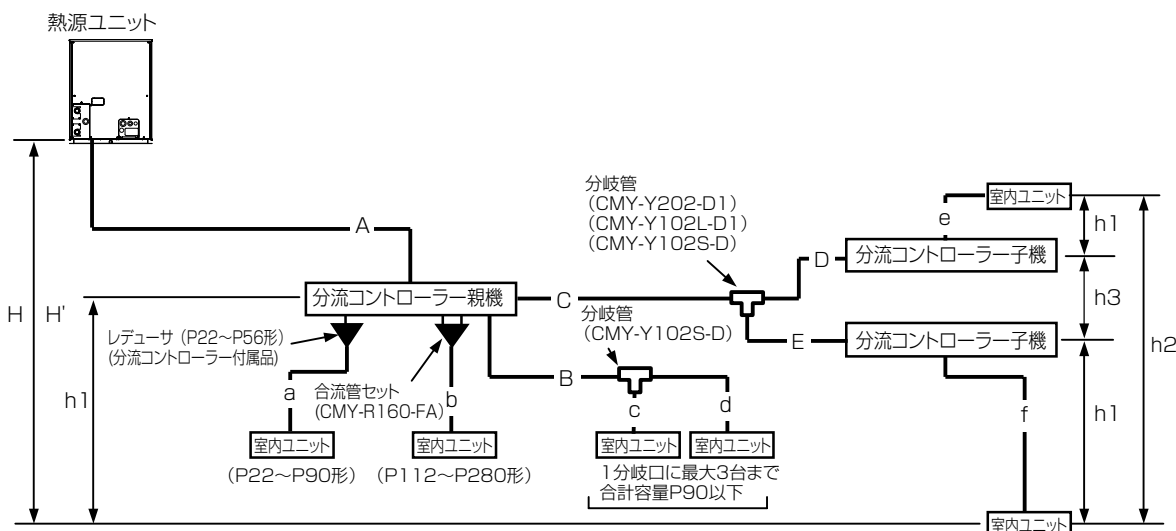 熱源ユニット
H
H'
A
分岐管
(CMY-Y202-D1)
(CMY-Y102L-D1)
(CMY-Y102S-D)
室内ユニット
e
h1
D
分流コントローラー子機
分流コントローラー親機
C
h3
h2
レデューサ（P22～P56形）
(分流コントローラー付属品)
分岐管
（CMY-Y102S-D）
E
分流コントローラー子機
B
h1
a
合流管セット
(CMY-R160-FA)
b
c
d
f
h1
室内ユニット
室内ユニット
室内ユニット
室内ユニット
（P22～P90形）
（P112～P280形）
1分岐口に最大3台まで
合計容量P90以下
室内ユニット